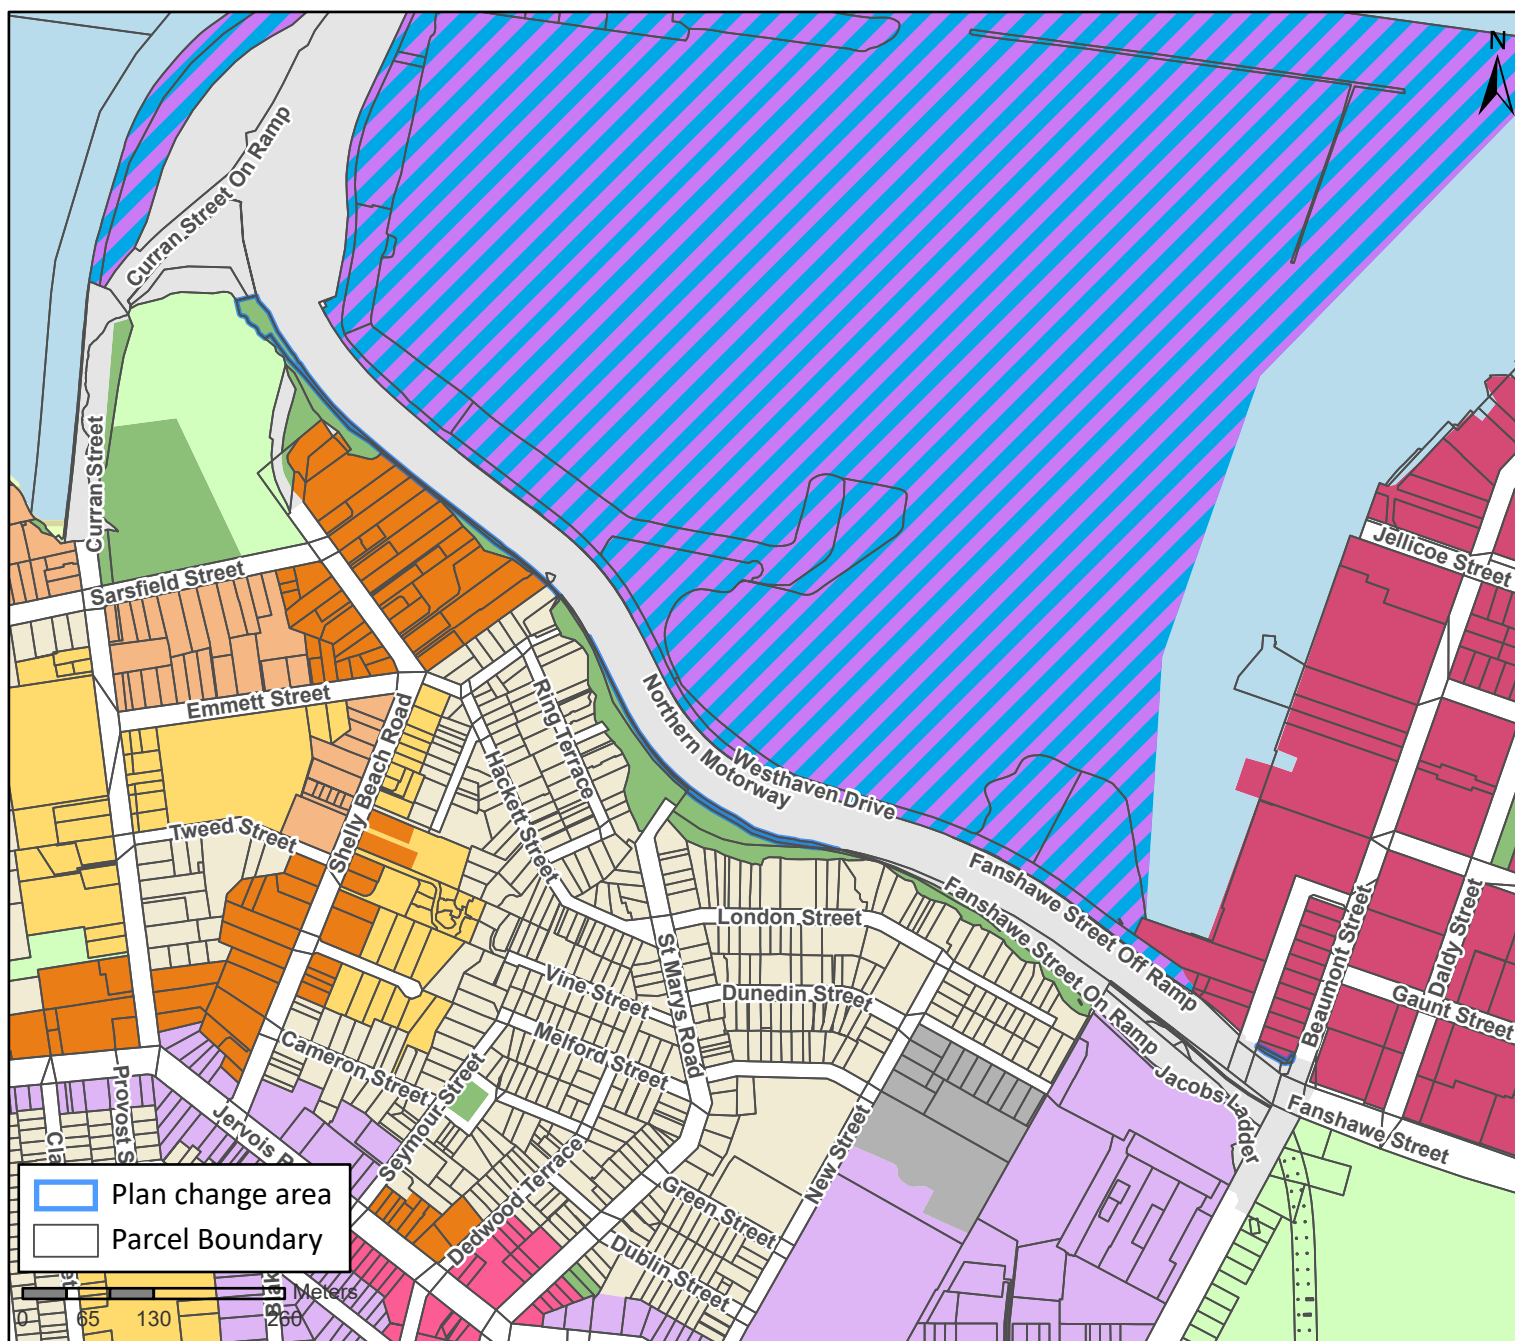 N
Curran Street On Ramp
Curran Street
Sarsfield Street
Jellicoe Street
Emmett Street
Ring Terrace
Northern Motorway
Westhaven Drive
Shelly Beach Road
Hackett Street
Tweed Street
Fanshawe Street Off Ramp
Fanshawe Street On Ramp
London Street
St Marys Road
Beaumont Street
Daldy Street
Vine Street
Dunedin Street
Gaunt Street
Melford Street
Cameron Street
Seymour Street
Jacobs Ladder
Fanshawe Street
Provost S
Cla
Jervois R
New Street
Dedwood Terrace
Green Street
Dublin Street
Plan change area
Parcel Boundary
et
Meters
0 65 130 260